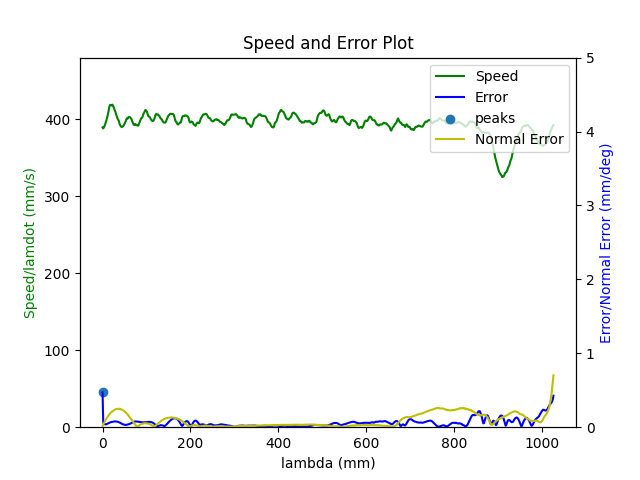 Speed and Error Plot
Speed
Error
peaks
Normal Error
400
300
200
100
0
5
4
3
2
1
0
0
200
400
600
800
1000
lambda (mm)
Speed/lamdot (mm/s)
Error/Normal Error (mm/deg)